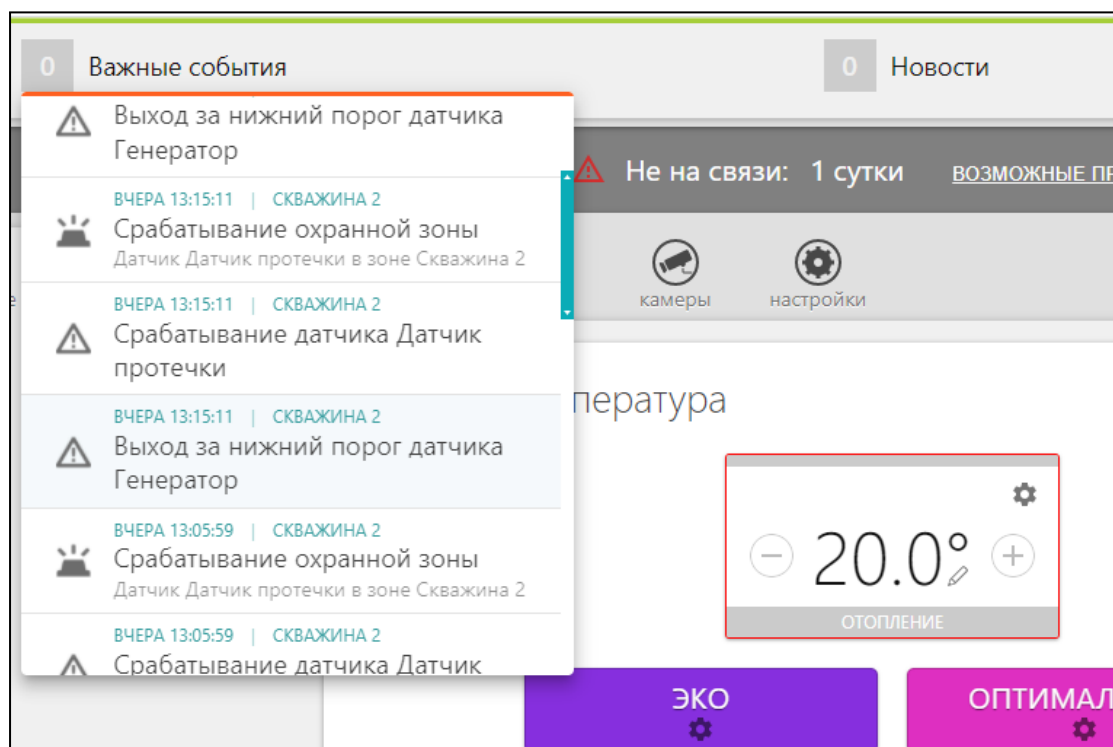 0 Важные события
0 Новости
Выход за нижний порог датчика
Генератор
ВЧЕРА 13:15:11 | СКВАЖИНА 2
Срабатывание охранной зоны
Датчик Датчик протечки в зоне Скважина 2
ВЧЕРА 13:15:11 | СКВАЖИНА 2
Срабатывание датчика Датчик
протечки
ВЧЕРА 13:15:11 | СКВАЖИНА 2
Выход за нижний порог датчика
Генератор
ВЧЕРА 13:05:59 | СКВАЖИНА 2
Срабатывание охранной зоны
Датчик Датчик протечки в зоне Скважина 2
ВЧЕРА 13:05:59 | СКВАЖИНА 2
Срабатывание датчика Датчик
Не на связи: 1 сутки ВОЗМОЖНЫЕ ПР
камеры настройки
пература
20.0°
ОТОПЛЕНИЕ
ЭКО ОПТИМАЛ